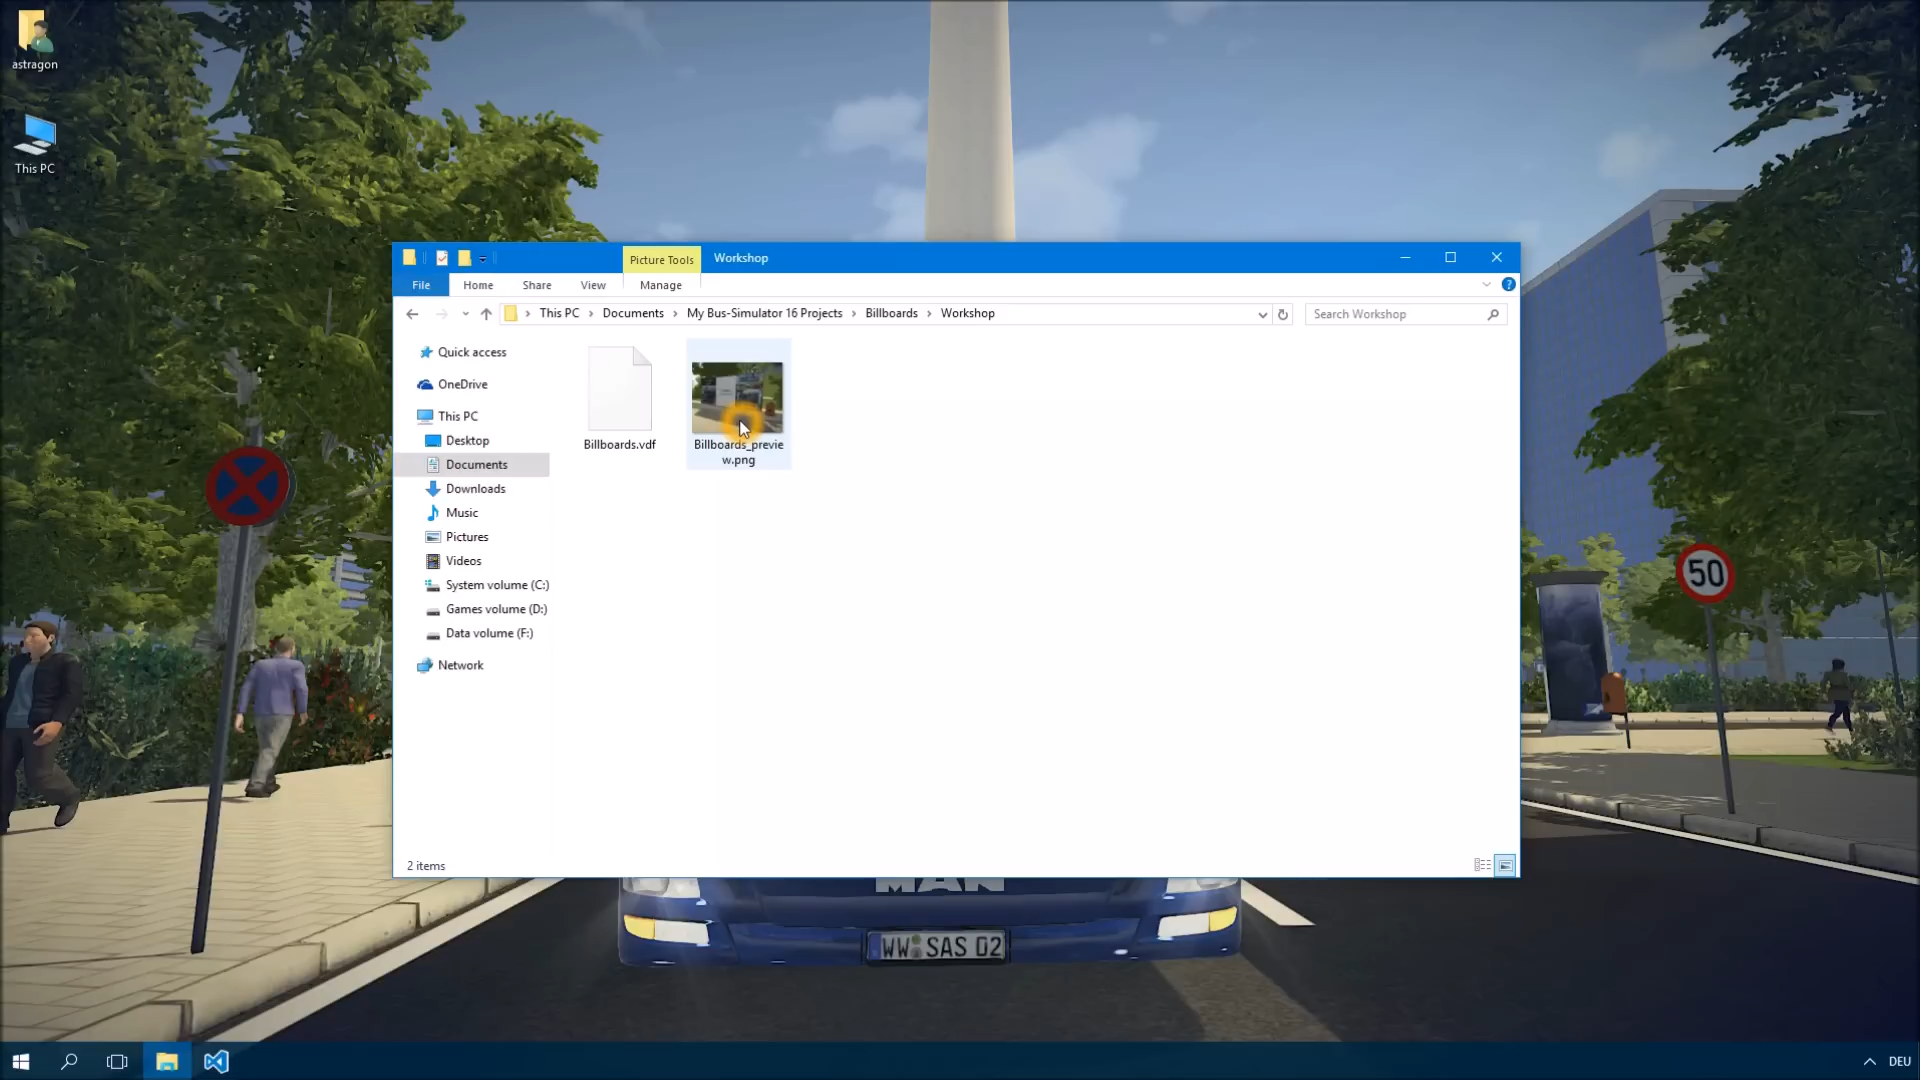 astragon
This PC
Picture Tools
Workshop
File
Home
Share
View
Manage
This PC
Documents
My Bus-Simulator 16 Projects
Billboards
Workshop
Search Workshop
Quick access
OneDrive
This PC
Desktop
Documents
Downloads
Music
Pictures
Videos
System volume (C:)
Games volume (D:)
Data volume (F:)
Network
Billboards.vdf
Billboards_previe
w.png
2 items
50
MAN
WW SAS 02
DEU